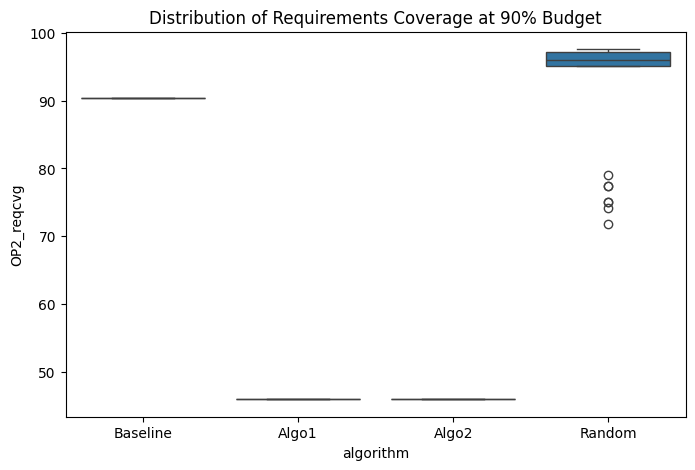 Distribution of Requirements Coverage at 90% Budget
100
90
80
70
60
50
OP2_reqcvg
Baseline
Algo1
Algo2
Random
algorithm